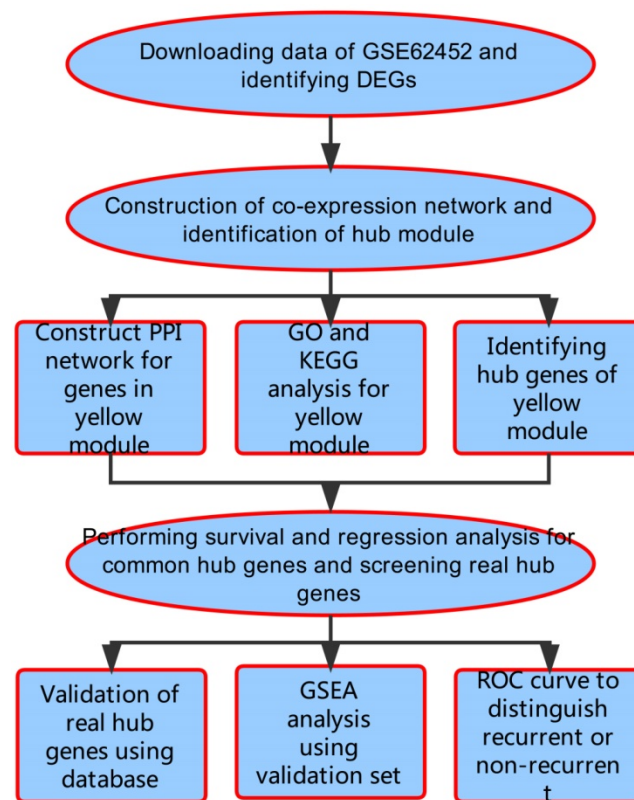 Downloading data of GSE62452 and
identifying DEGs
Construction of co-expression network and
identification of hub module
Construct PPI
network for
genes in
yellow module
GO and
KEGG
analysis for
yellow module
Identifying
hub genes of
yellow
module
Performing survival and regression analysis for
common hub genes and screening real hub
genes
Validation of
real hub
genes using
database
GSEA
analysis
using
validation set
ROC curve to
distinguish
recurrent or
non-recurren
t